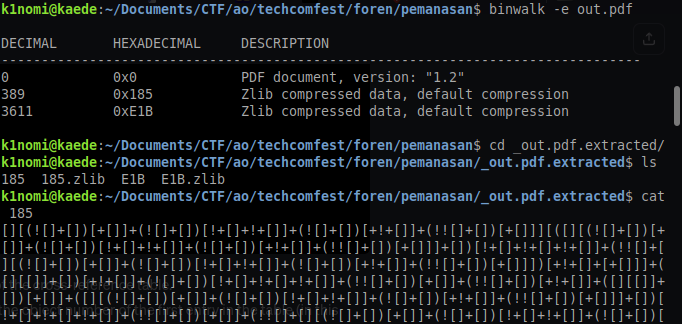 k1nomi@kaede:~/Documents/CTF/ao/techcomfest/foren/pemanasan$ binwalk -e out.pdf
DECIMAL HEXADECIMAL DESCRIPTION
--------------------------------------------------------------------------------
0 0x0 PDF document, version: "1.2"
389 0x185 Zlib compressed data, default compression
3611 0xE1B Zlib compressed data, default compression
k1nomi@kaede:~/Documents/CTF/ao/techcomfest/foren/pemanasan$ cd _out.pdf.extracted/
k1nomi@kaede:~/Documents/CTF/ao/techcomfest/foren/pemanasan/_out.pdf.extracted$ ls
185 185.zlib E1B E1B.zlib
k1nomi@kaede:~/Documents/CTF/ao/techcomfest/foren/pemanasan/_out.pdf.extracted$ cat
185
[][(![]+[])[+[]]+(![]+[])[!+[]+!+[]]+(![]+[])[+!+[]]+(!![]+[])[+[]]][([][(![]+[])[+
[]]+(![]+[])[!+[]+!+[]]+(![]+[])[+!+[]]+(!![]+[])[+[]]]+[])[!+[]+!+[]+!+[]]+(!![]+[
][(![]+[])[+[]]+(![]+[])[!+[]+!+[]]+(![]+[])[+!+[]]+(!![]+[])[+[]]])[+!+[]+[+[]]]+(
[][[]]+[])[+!+[]]+(![]+[])[!+[]+!+[]+!+[]]+(!![]+[])[+[]]+(!![]+[])[+!+[]]+([][[]]+
[])[+[]]+([][(![]+[])[+[]]+(![]+[])[!+[]+!+[]]+(![]+[])[+!+[]]+(!![]+[])[+[]]]+[])[
!+[]+!+[]+!+[]]+(!![]+[])[+[]]+(!![]+[][(![]+[])[+[]]+(![]+[])[!+[]+!+[]]+(![]+[])[